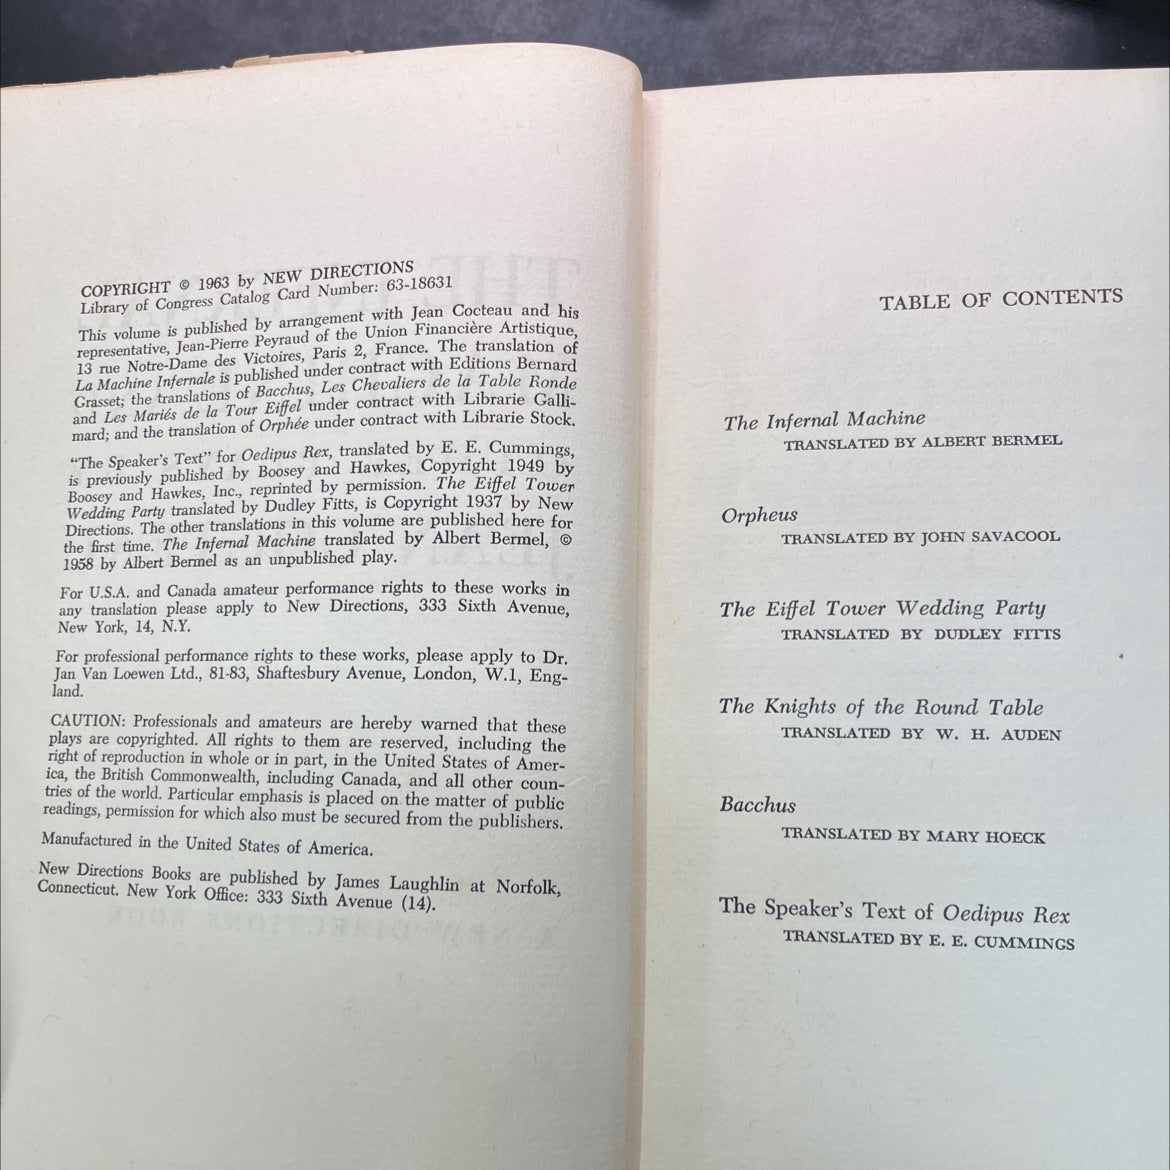 COPYRIGHT © 1963 by NEW DIRECTIONS
Library of Congress Catalog Card Number: 63-18631
This volume is published by arrangement with Jean Cocteau and his
representative, Jean-Pierre Peyraud of the Union Financière Artistique,
13 rue Notre-Dame des Victoires, Paris 2, France. The translation of
La Machine Infernale is published under contract with Editions Bernard
Grasset; the translations of Bacchus, Les Chevaliers de la Table Ronde
and Les Mariés de la Tour Eiffel under contract with Librarie Galli-
mard; and the translation of Orphée under contract with Librarie Stock.
"The Speaker's Text" for Oedipus Rex, translated by E. E. Cummings,
is previously published by Boosey and Hawkes, Copyright 1949 by
Boosey and Hawkes, Inc., reprinted by permission. The Eiffel Tower
Wedding Party translated by Dudley Fitts, is Copyright 1937 by New
Directions. The other translations in this volume are published here for
the first time. The Infernal Machine translated by Albert Bermel, ©
1958 by Albert Bermel as an unpublished play.
For U.S.A. and Canada amateur performance rights to these works in
any translation please apply to New Directions, 333 Sixth Avenue,
New York, 14, N.Y.
For professional performance rights to these works, please apply to Dr.
Jan Van Loewen Ltd., 81-83, Shaftesbury Avenue, London, W.1, Eng-
land.
CAUTION: Professionals and amateurs are hereby warned that these
plays are copyrighted. All rights to them are reserved, including the
right of reproduction in whole or in part, in the United States of Amer-
ica, the British Commonwealth, including Canada, and all other coun-
tries of the world. Particular emphasis is placed on the matter of public
readings, permission for which also must be secured from the publishers.
Manufactured in the United States of America.
New Directions Books are published by James Laughlin at Norfolk,
Connecticut. New York Office: 333 Sixth Avenue (14).
TABLE OF CONTENTS
The Infernal Machine
TRANSLATED BY ALBERT BERMEL
Orpheus
TRANSLATED BY JOHN SAVACOOL
The Eiffel Tower Wedding Party
TRANSLATED BY DUDLEY FITTS
The Knights of the Round Table
TRANSLATED BY W. H. AUDEN
Bacchus
TRANSLATED BY MARY HOECK
The Speaker's Text of Oedipus Rex
TRANSLATED BY E. E. CUMMINGS